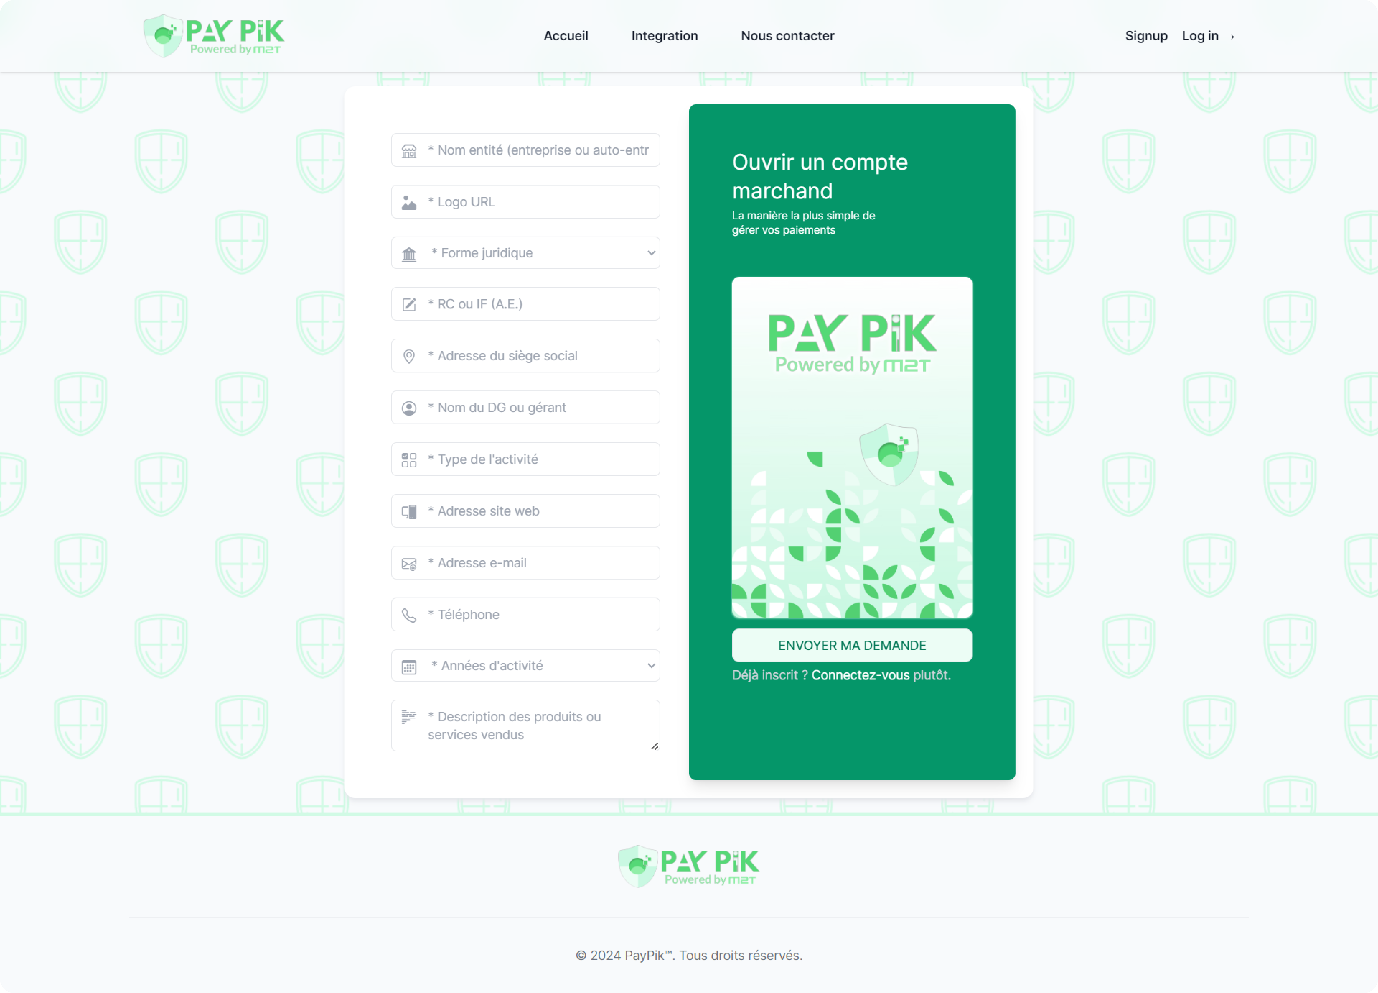 PAY PiK
Powered by M2T
Accueil
Integration
Nous contacter
Signup
Log in
* Nom entité (entreprise ou auto-entr
* Logo URL
* Forme juridique
* RC ou IF (A.E.)
* Adresse du siège social
* Nom du DG ou gérant
* Type de l'activité
* Adresse site web
* Adresse e-mail
* Téléphone
* Années d'activité
* Description des produits ou
services vendus
Ouvrir un compte
marchand
La manière la plus simple de
gérer vos paiements
PAY PiK
Powered by M2T
ENVOYER MA DEMANDE
Déjà inscrit ? Connectez-vous plutôt.
PAY PiK
Powered by M2T
© 2024 PayPik™. Tous droits réservés.